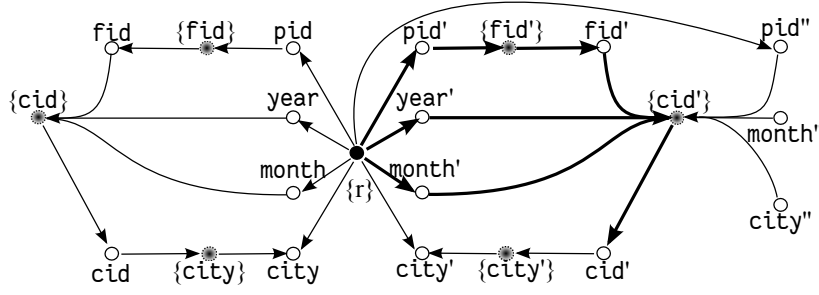 fid {fid} pid pid' {fid'} fid' pid"
{cid} year year' {cid'}
month month' month'
{r}
city"
cid {city} city city' {city'} cid'